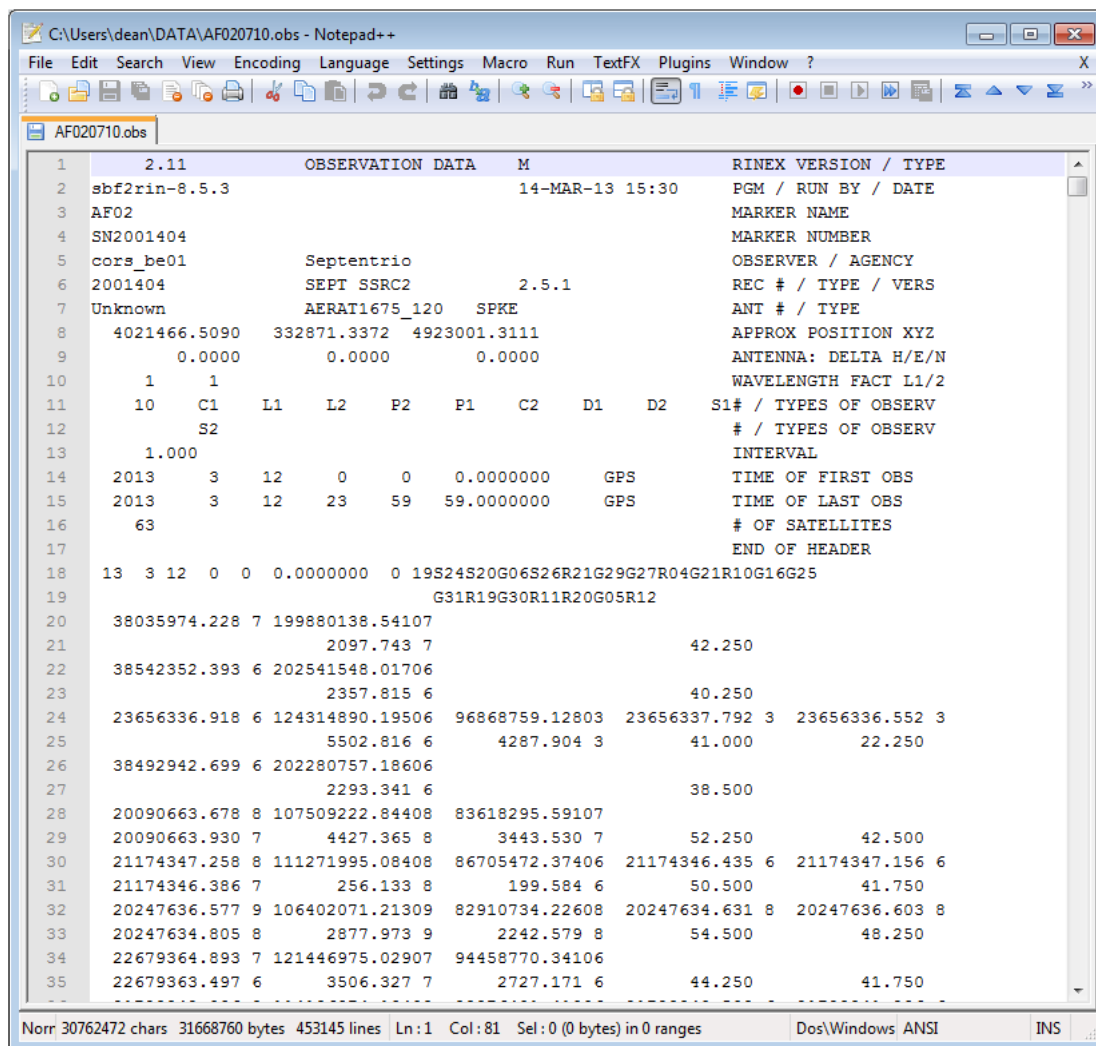 C:\Users\dean\DATA\AF020710.obs - Notepad++
File Edit Search View Encoding Language Settings Macro Run TextFX Plugins Window ? X
AF020710.obs
1 2.11 OBSERVATION DATA M RINEX VERSION / TYPE
2 sbf2rin-8.5.3 14-MAR-13 15:30 PGM / RUN BY / DATE
3 AF02 MARKER NAME
4 SN2001404 MARKER NUMBER
5 cors_be01 Septentrio OBSERVER / AGENCY
6 2001404 SEPT SSRC2 2.5.1 REC # / TYPE / VERS
7 Unknown AERAT1675_120 SPKE ANT # / TYPE
8 4021466.5090 332871.3372 4923001.3111 APPROX POSITION XYZ
9 0.0000 0.0000 0.0000 ANTENNA: DELTA H/E/N
10 1 1 WAVELENGTH FACT L1/2
11 10 C1 L1 L2 P2 P1 C2 D1 D2 S1# / TYPES OF OBSERV
12 S2 # / TYPES OF OBSERV
13 1.000 INTERVAL
14 2013 3 12 0 0 0.0000000 GPS TIME OF FIRST OBS
15 2013 3 12 23 59 59.0000000 GPS TIME OF LAST OBS
16 63 # OF SATELLITES
17 END OF HEADER
18 13 3 12 0 0 0.0000000 0 19S24S20G06S26R21G29G27R04G21R10G16G25
19 G31R19G30R11R20G05R12
20 38035974.228 7 199880138.54107
21 2097.743 7 42.250
22 38542352.393 6 202541548.01706
23 2357.815 6 40.250
24 23656336.918 6 124314890.19506 96868759.12803 23656337.792 3 23656336.552 3
25 5502.816 6 4287.904 3 41.000 22.250
26 38492942.699 6 202280757.18606
27 2293.341 6 38.500
28 20090663.678 8 107509222.84408 83618295.59107
29 20090663.930 7 4427.365 8 3443.530 7 52.250 42.500
30 21174347.258 8 111271995.08408 86705472.37406 21174346.435 6 21174347.156 6
31 21174346.386 7 256.133 8 199.584 6 50.500 41.750
32 20247636.577 9 106402071.21309 82910734.22608 20247634.631 8 20247636.603 8
33 20247634.805 8 2877.973 9 2242.579 8 54.500 48.250
34 22679364.893 7 121446975.02907 94458770.34106
35 22679363.497 6 3506.327 7 2727.171 6 44.250 41.750
Norr 30762472 chars 31668760 bytes 453145 lines Ln : 1 Col : 81 Sel : 0 (0 bytes) in 0 ranges Dos\Windows ANSI INS